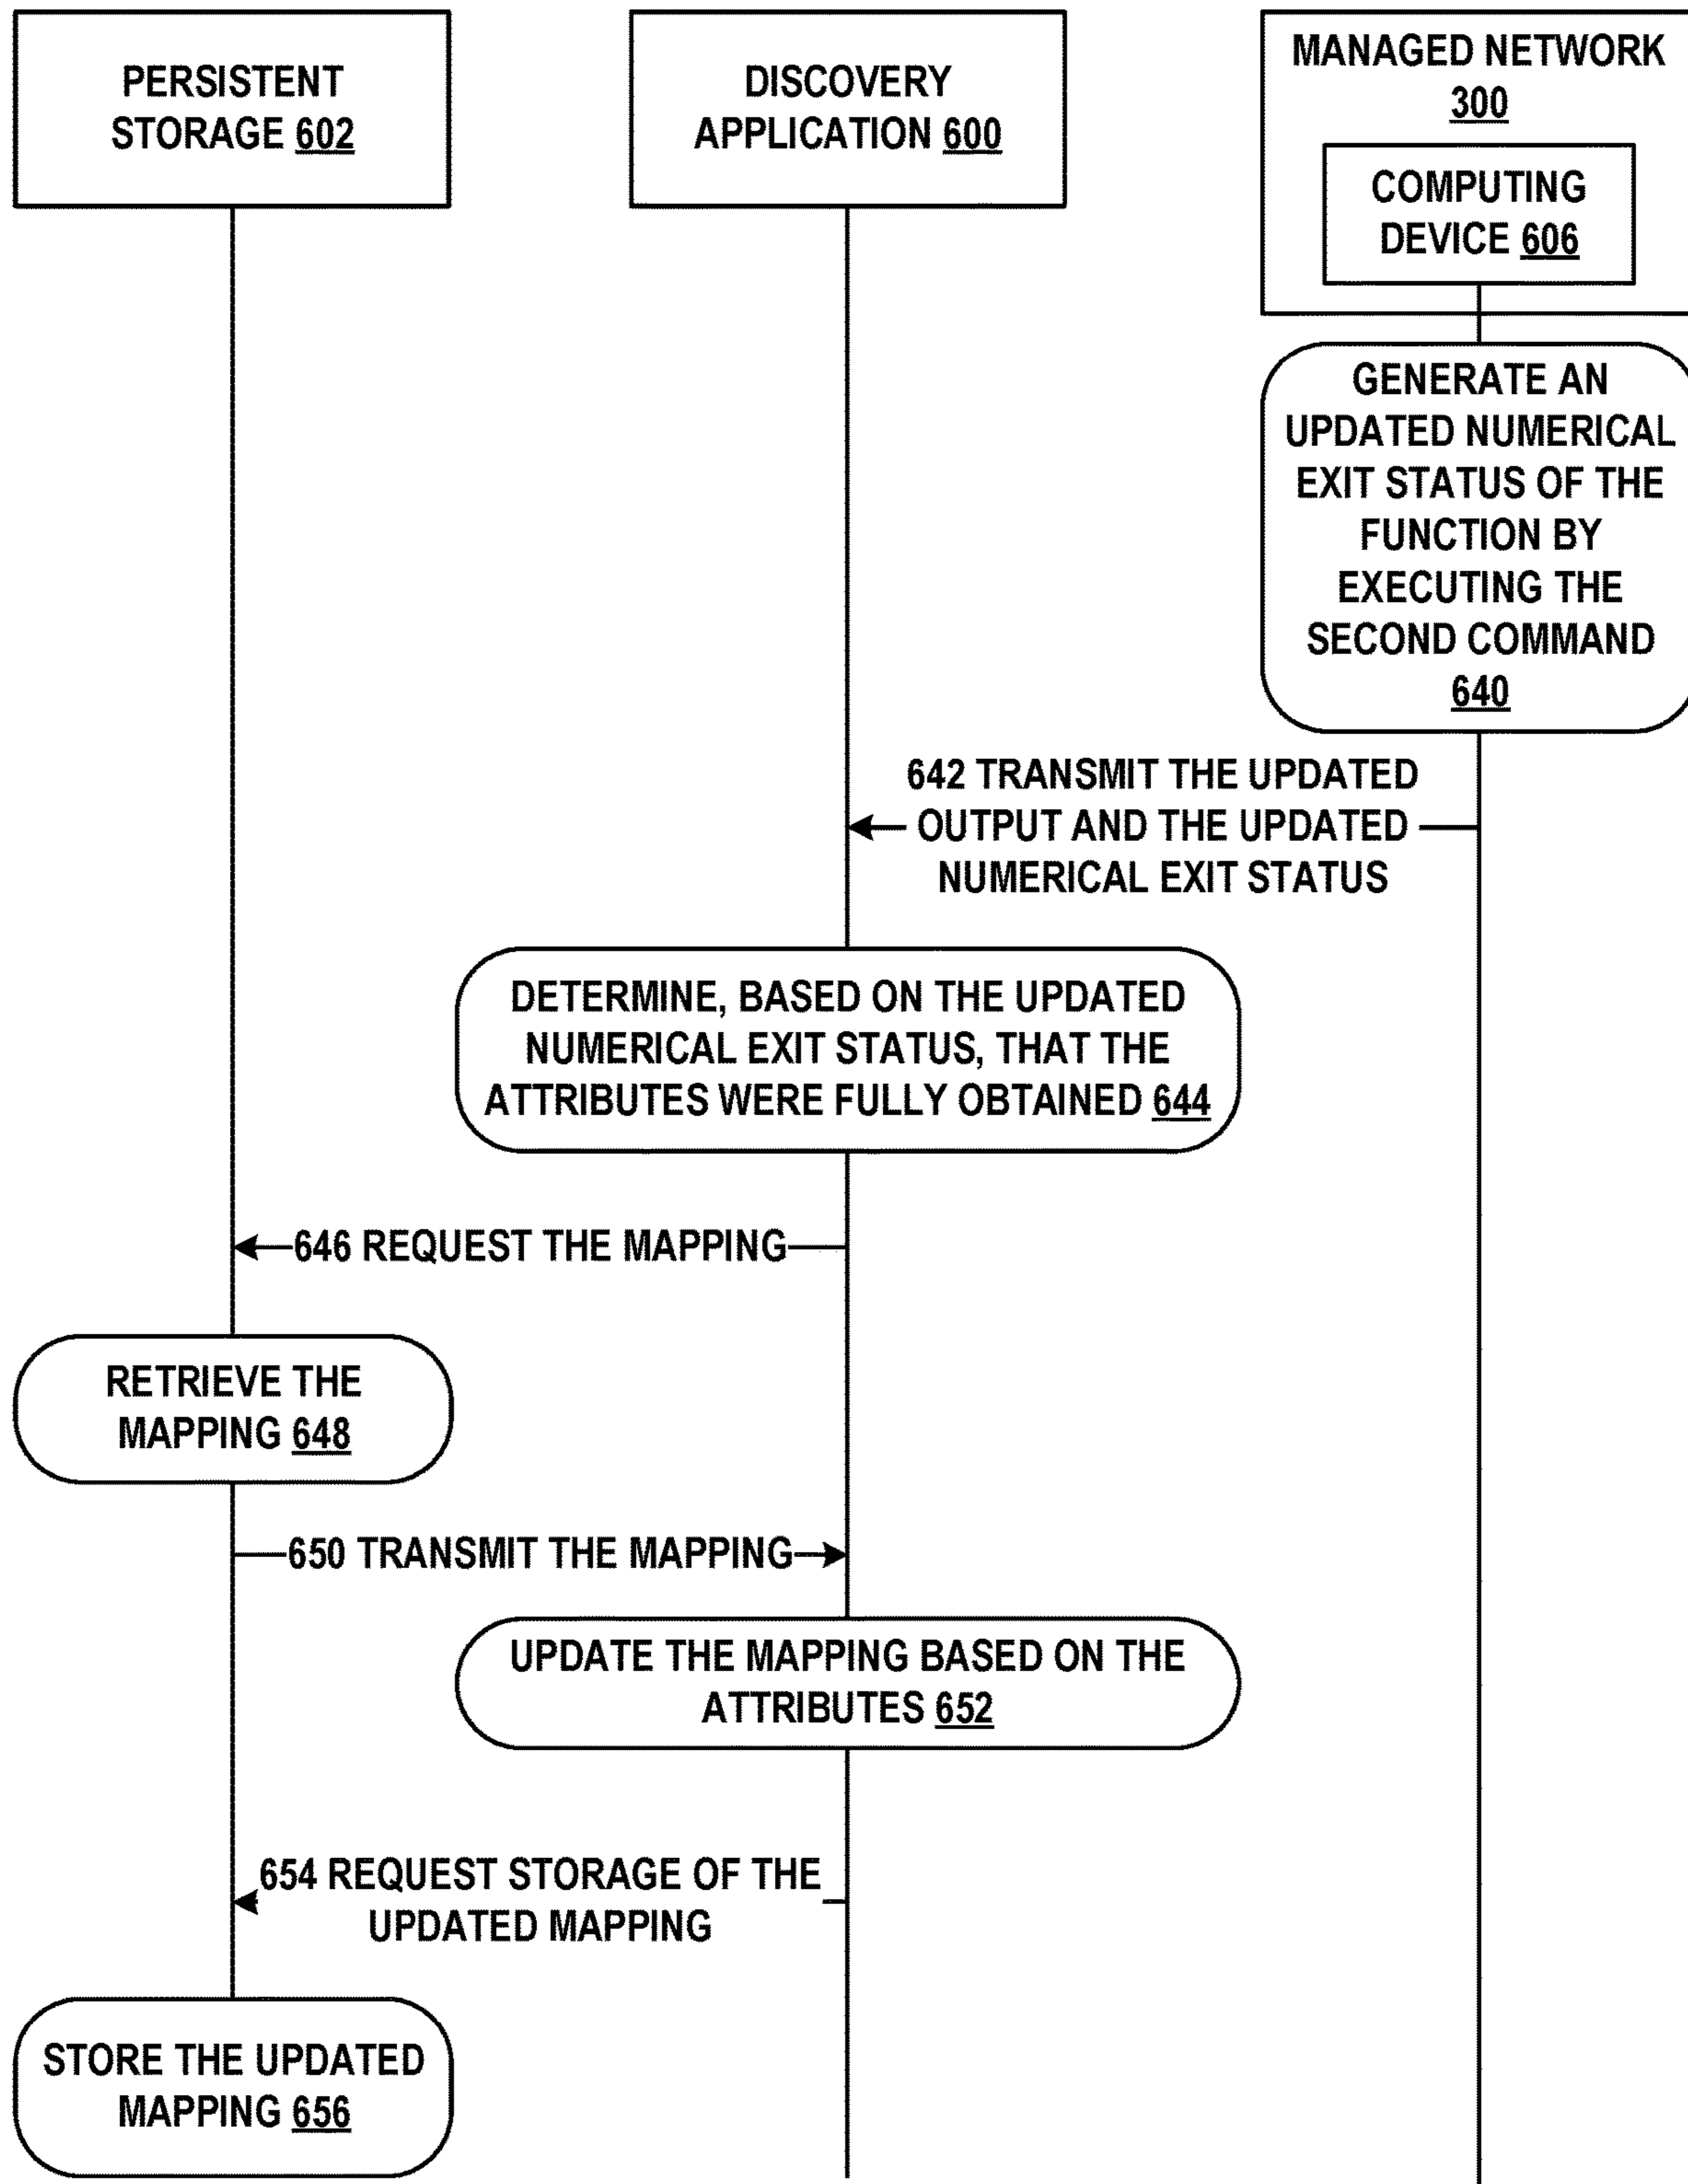 PERSISTENT
STORAGE 602
DISCOVERY
APPLICATION 600
MANAGED NETWORK
300
COMPUTING
DEVICE 606
GENERATE AN
UPDATED NUMERICAL
EXIT STATUS OF THE
FUNCTION BY
EXECUTING THE
SECOND COMMAND
640
642 TRANSMIT THE UPDATED
OUTPUT AND THE UPDATED
NUMERICAL EXIT STATUS
DETERMINE, BASED ON THE UPDATED
NUMERICAL EXIT STATUS, THAT THE
ATTRIBUTES WERE FULLY OBTAINED 644
646 REQUEST THE MAPPING
RETRIEVE THE
MAPPING 648
650 TRANSMIT THE MAPPING
UPDATE THE MAPPING BASED ON THE
ATTRIBUTES 652
654 REQUEST STORAGE OF THE
UPDATED MAPPING
STORE THE UPDATED
MAPPING 656